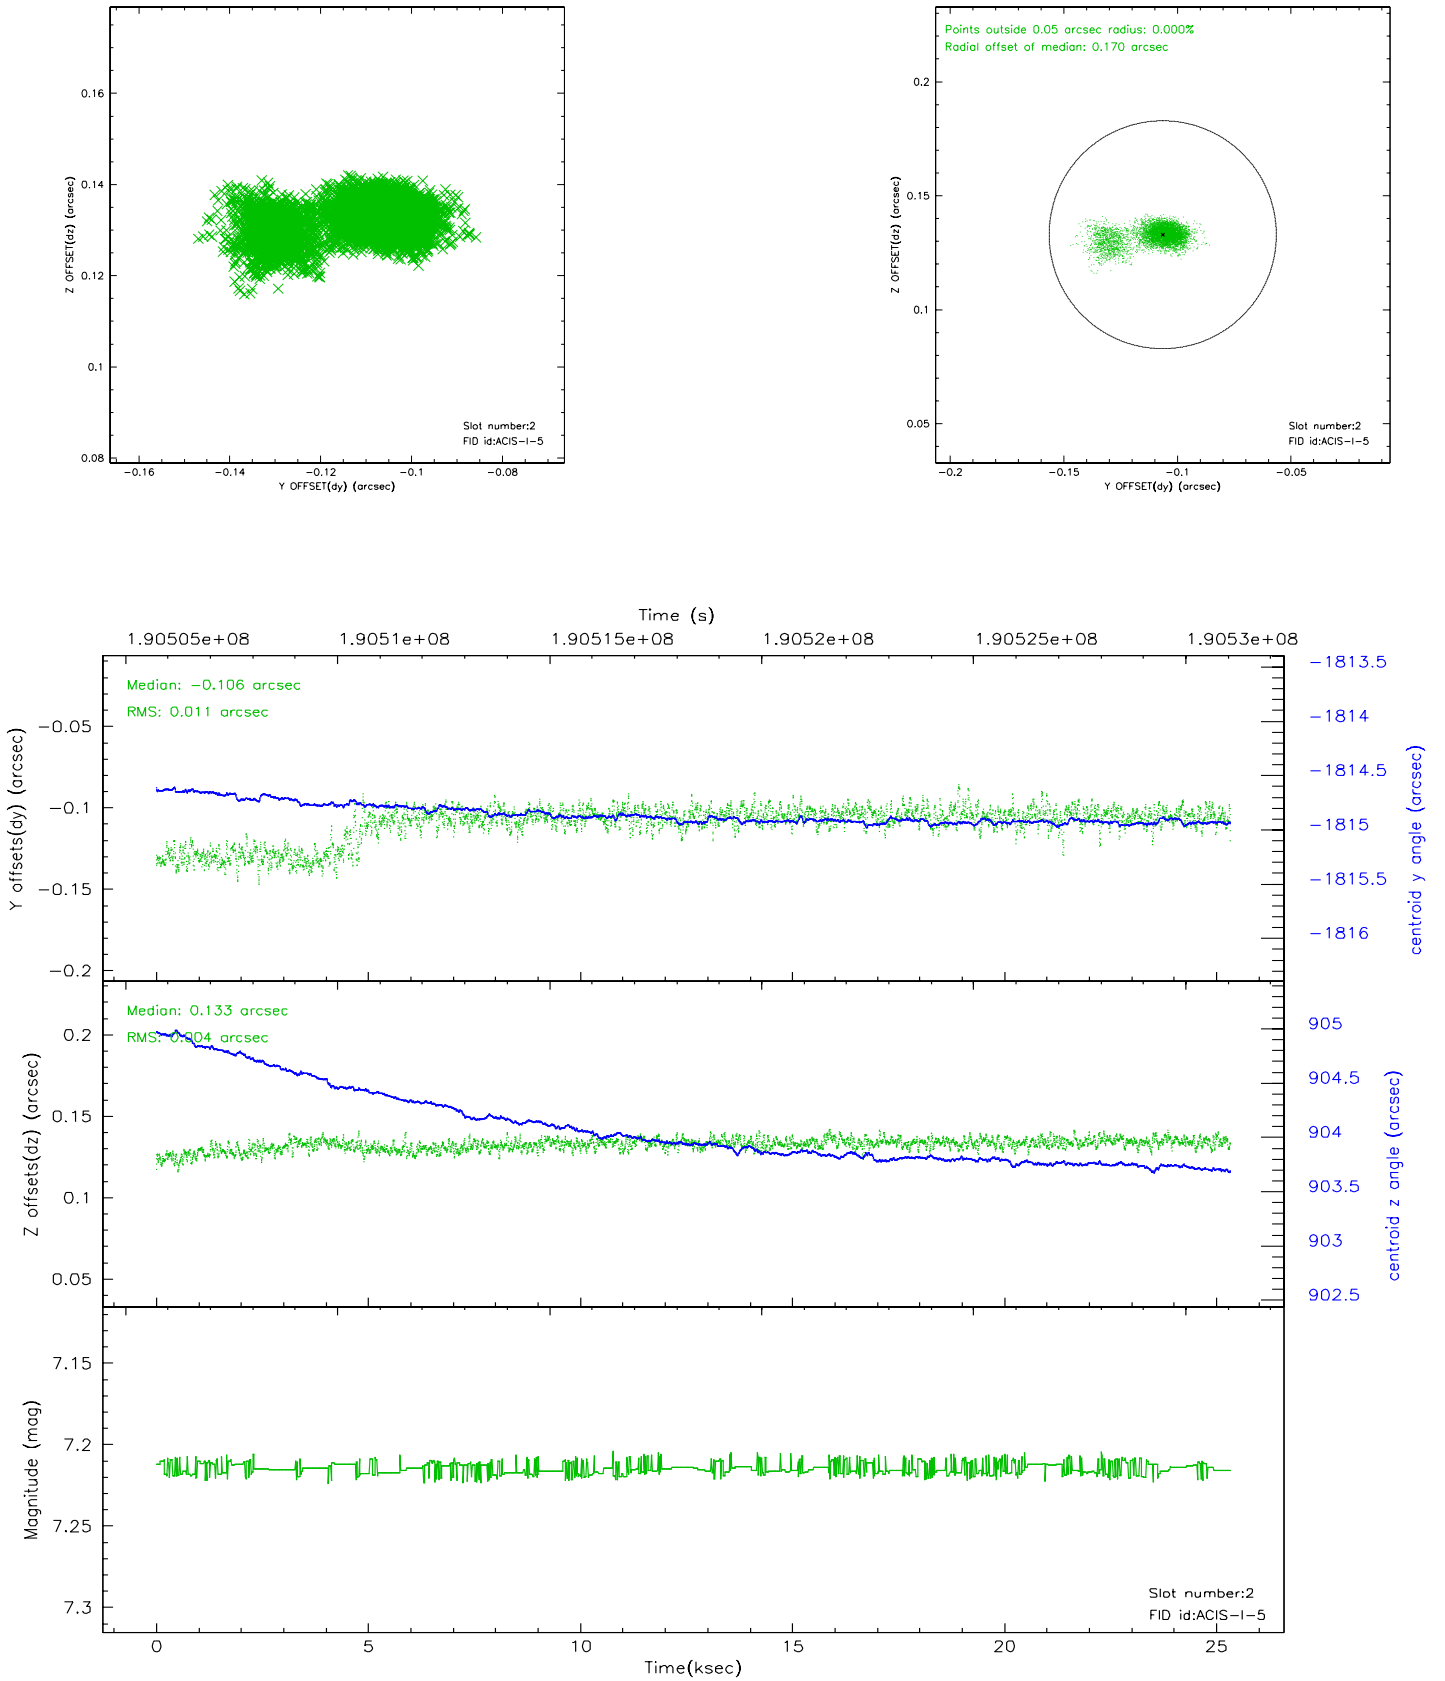 0.16
0.14
0.12
0.1
0.08
Z OFFSET(dz) (arcsec)
Slot number:2
FID id:ACIS-I-5
-0.16
-0.14
-0.12
-0.1
-0.08
Y OFFSET(dy) (arcsec)
Points outside 0.05 arcsec radius: 0.000%
Radial offset of median: 0.170 arcsec
0.2
0.15
0.1
0.05
Z OFFSET(dz) (arcsec)
Slot number:2
FID id:ACIS-I-5
-0.2
-0.15
-0.1
-0.05
Y OFFSET(dy) (arcsec)
Time (s)
1.90505e+08
1.9051e+08
1.90515e+08
1.9052e+08
1.90525e+08
1.9053e+08
Median: -0.106 arcsec
RMS: 0.011 arcsec
-0.05
-0.1
-0.15
-0.2
Y offsets(dy) (arcsec)
-1813.5
-1814
-1814.5
-1815
-1815.5
-1816
centroid y angle (arcsec)
Median: 0.133 arcsec
RMS: 0.004 arcsec
0.2
0.15
0.1
0.05
Z offsets(dz) (arcsec)
905
904.5
904
903.5
903
902.5
centroid z angle (arcsec)
7.15
7.2
7.25
7.3
Magnitude (mag)
Slot number:2
FID id:ACIS-I-5
0
5
10
15
20
25
Time(ksec)